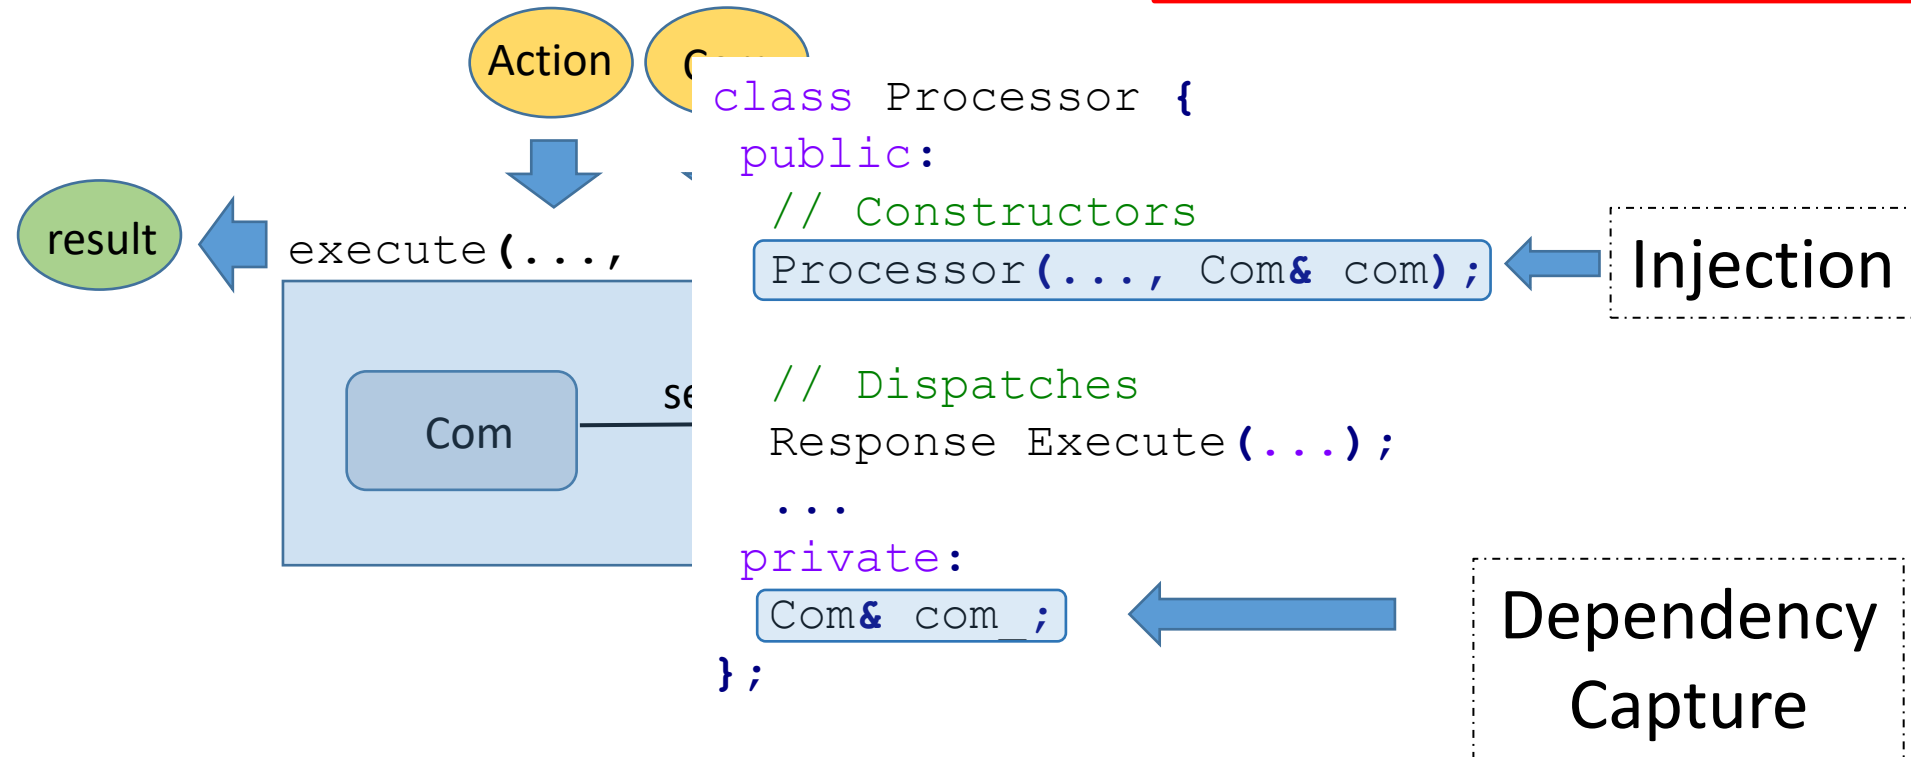 Action
result
execute(...,
Com
class Processor {
public:
// Constructors
Processor(..., Com& com);
// Dispatches
Response Execute(...);
...
private:
Com& com_;
};
Injection
Dependency
Capture